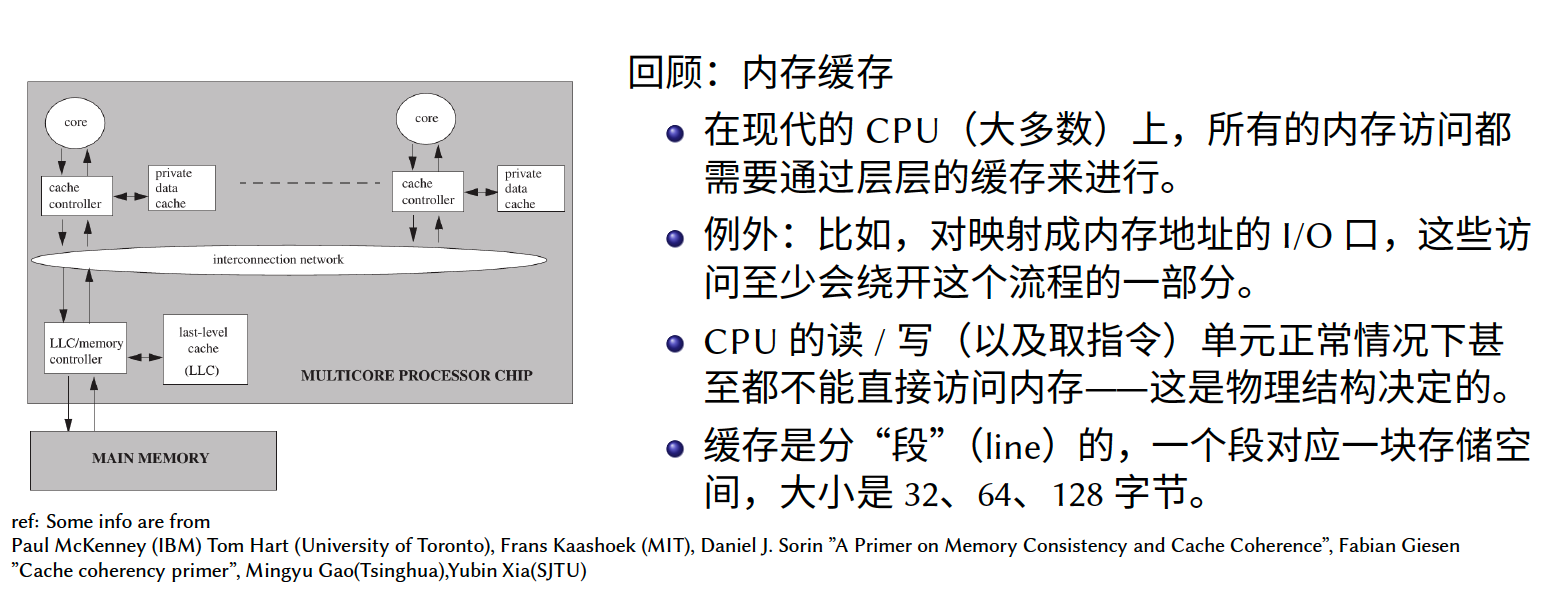 core
core
cache
controller
private
data
cache
cache
controller
private
data
cache
interconnection network
LLC/memory
controller
last-level
cache
(LLC)
MULTICORE PROCESSOR CHIP
MAIN MEMORY
回顾：内存缓存
在现代的 CPU（大多数）上，所有的内存访问都
需要通过层层的缓存来进行。
例外：比如，对映射成内存地址的 I/O 口，这些访
问至少会绕开这个流程的一部分。
CPU 的读 / 写（以及取指令）单元正常情况下甚
至都不能直接访问内存——这是物理结构决定的。
缓存是分“段”（line）的，一个段对应一块存储空
间，大小是 32、64、128 字节。
ref: Some info are from
Paul McKenney (IBM) Tom Hart (University of Toronto), Frans Kaashoek (MIT), Daniel J. Sorin ”A Primer on Memory Consistency and Cache Coherence”, Fabian Giesen
”Cache coherency primer”, Mingyu Gao(Tsinghua),Yubin Xia(SJTU)